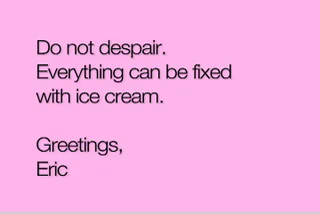 Do not despair.
Everything can be fixed
with ice cream.
Greetings,
Eric